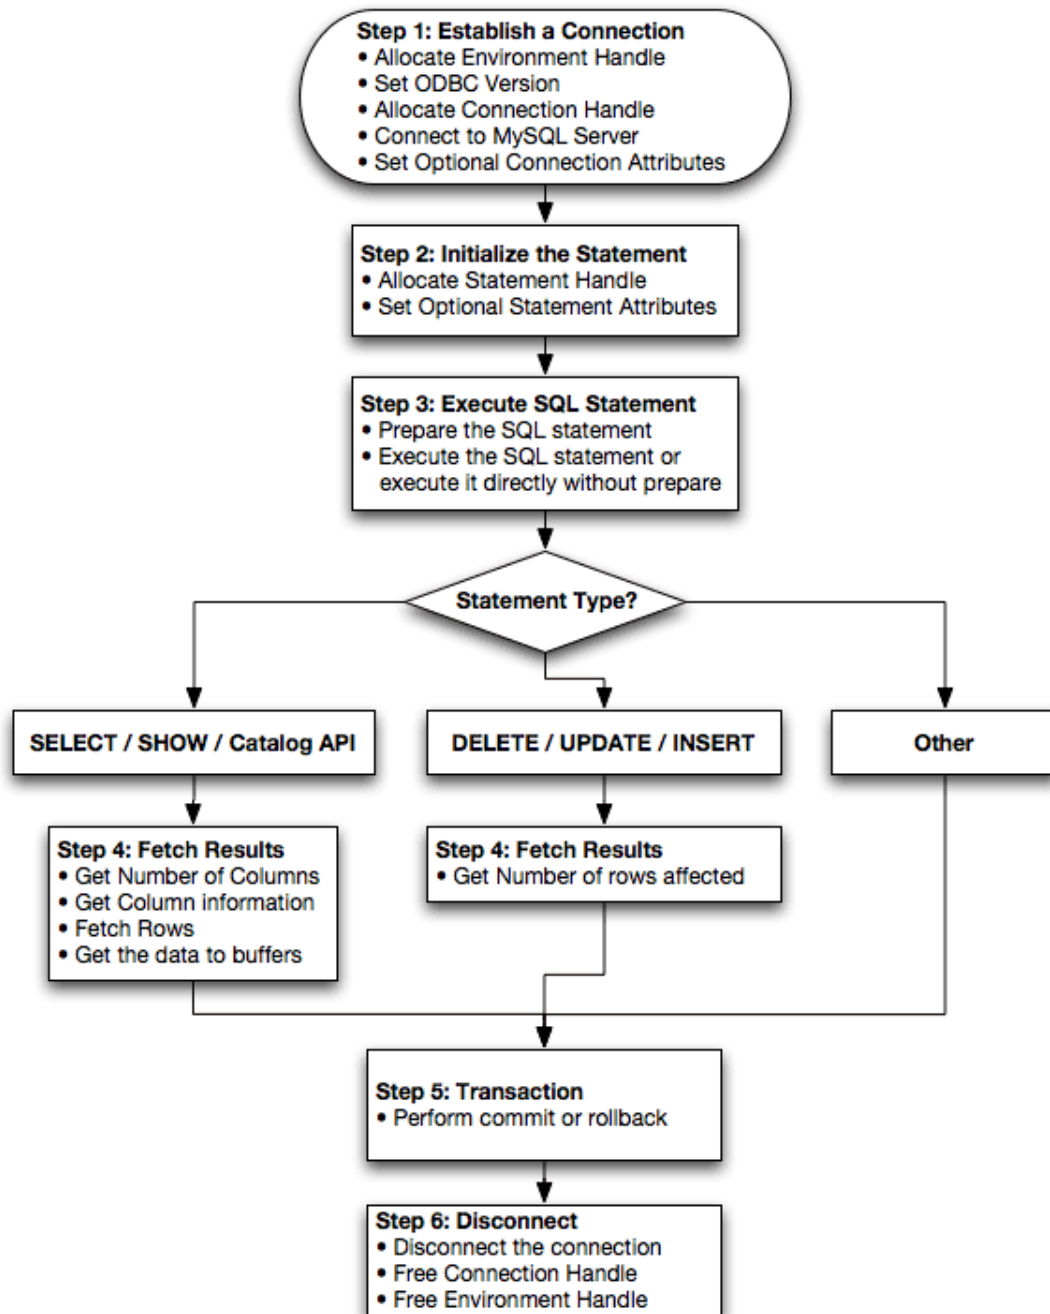 Step 1: Establish a Connection
• Allocate Environment Handle
• Set ODBC Version
• Allocate Connection Handle
• Connect to MySQL Server
• Set Optional Connection Attributes
Step 2: Initialize the Statement
• Allocate Statement Handle
• Set Optional Statement Attributes
Step 3: Execute SQL Statement
• Prepare the SQL statement
• Execute the SQL statement or
execute it directly without prepare
Statement Type?
SELECT / SHOW / Catalog API
DELETE / UPDATE / INSERT
Other
Step 4: Fetch Results
• Get Number of Columns
• Get Column information
• Fetch Rows
• Get the data to buffers
Step 4: Fetch Results
• Get Number of rows affected
Step 5: Transaction
• Perform commit or rollback
Step 6: Disconnect
• Disconnect the connection
• Free Connection Handle
• Free Environment Handle